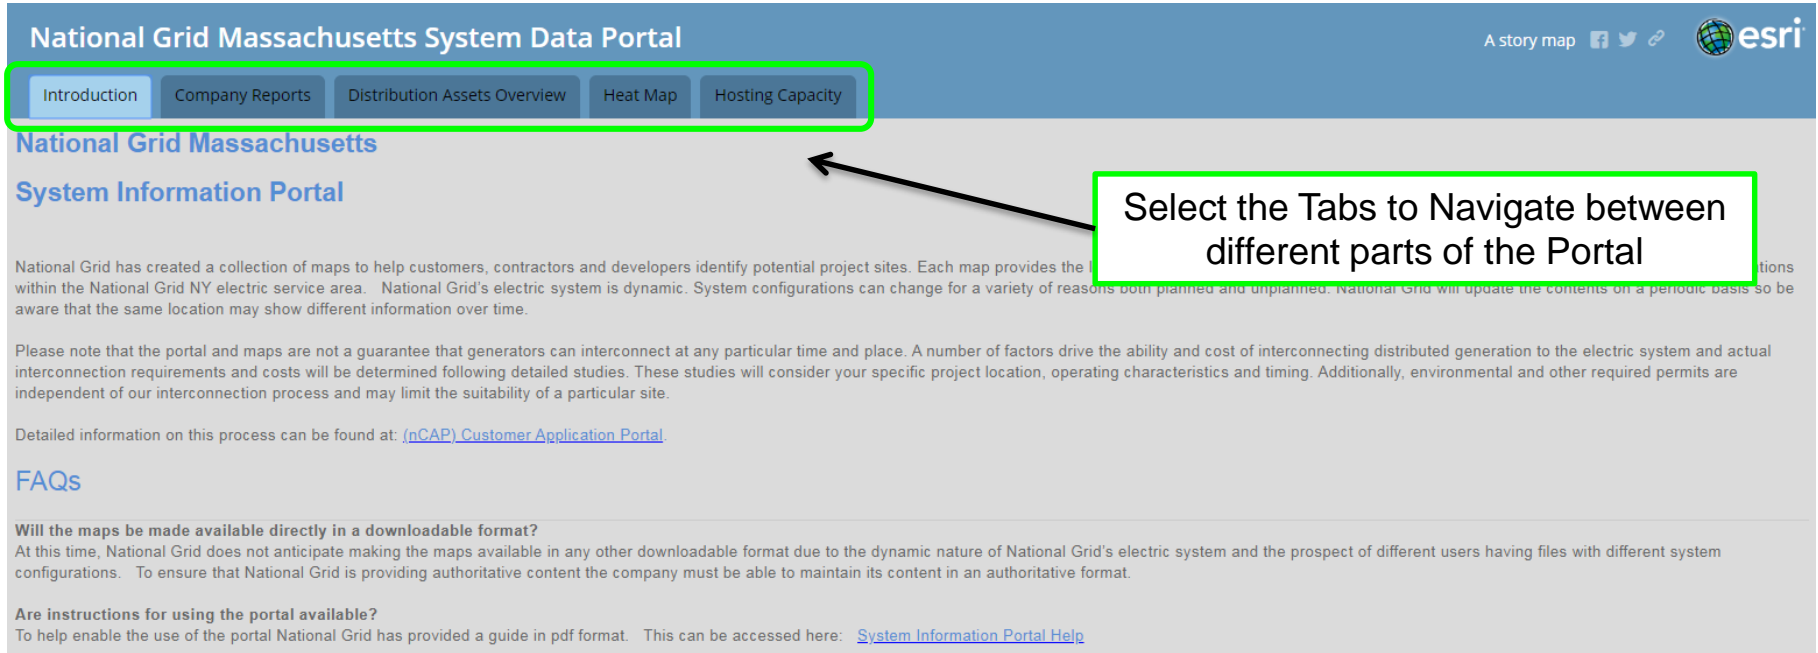 National Grid Massachusetts System Data Portal
A story map
esri
Introduction
Company Reports
Distribution Assets Overview
Heat Map
Hosting Capacity
National Grid Massachusetts
System Information Portal
Select the Tabs to Navigate between
different parts of the Portal
National Grid has created a collection of maps to help customers, contractors and developers identify potential project sites. Each map provides the
within the National Grid NY electric service area. National Grid's electric system is dynamic. System configurations can change for a variety of reasons both planned and unplanned. National Grid will update the contents on a periodic basis so be
aware that the same location may show different information over time.
Please note that the portal and maps are not a guarantee that generators can interconnect at any particular time and place. A number of factors drive the ability and cost of interconnecting distributed generation to the electric system and actual
interconnection requirements and costs will be determined following detailed studies. These studies will consider your specific project location, operating characteristics and timing. Additionally, environmental and other required permits are
independent of our interconnection process and may limit the suitability of a particular site.
Detailed information on this process can be found at: (nCAP) Customer Application Portal.
FAQs
Will the maps be made available directly in a downloadable format?
At this time, National Grid does not anticipate making the maps available in any other downloadable format due to the dynamic nature of National Grid's electric system and the prospect of different users having files with different system
configurations. To ensure that National Grid is providing authoritative content the company must be able to maintain its content in an authoritative format.
Are instructions for using the portal available?
To help enable the use of the portal National Grid has provided a guide in pdf format. This can be accessed here: System Information Portal Help